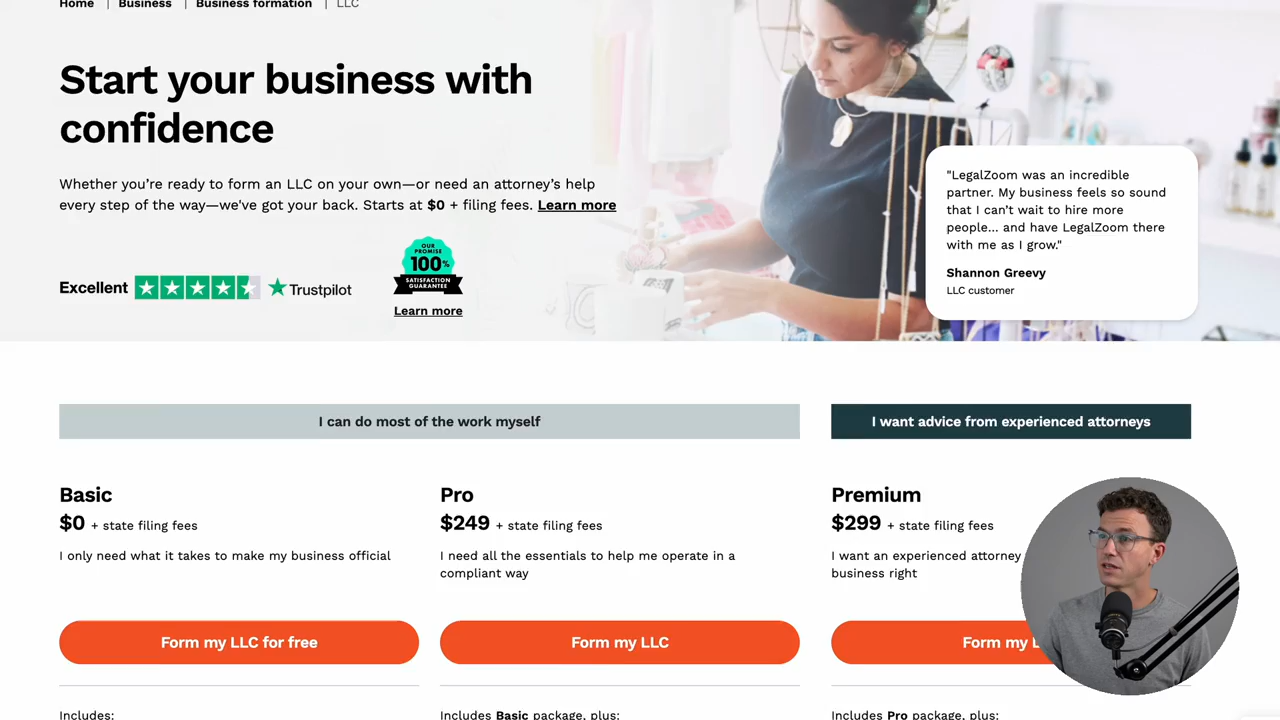 Home | Business | Business formation | LLC
Start your business with
confidence
Whether you're ready to form an LLC on your own—or need an attorney's help
every step of the way—we've got your back. Starts at $0 + filing fees. Learn more
Excellent
Trustpilot
OUR
PROMISE
100%
SATISFACTION
GUARANTEE
Learn more
"LegalZoom was an incredible
partner. My business feels so sound
that I can't wait to hire more
people... and have LegalZoom there
with me as I grow."
Shannon Greevy
LLC customer
I can do most of the work myself
I want advice from experienced attorneys
Basic
$0 + state filing fees
I only need what it takes to make my business official
Form my LLC for free
Includes:
Pro
$249 + state filing fees
I need all the essentials to help me operate in a
compliant way
Form my LLC
Includes Basic package, plus:
Premium
$299 + state filing fees
I want an experienced attorney
business right
Form my
Includes Pro package, plus: